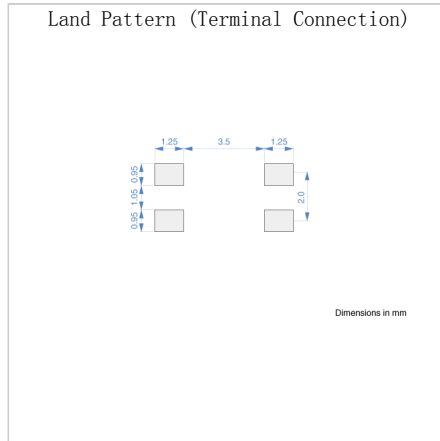 Land Pattern (Terminal Connection)
1.25 3.5 1.25
0.95
1.05
0.95
2.0
Dimensions in mm